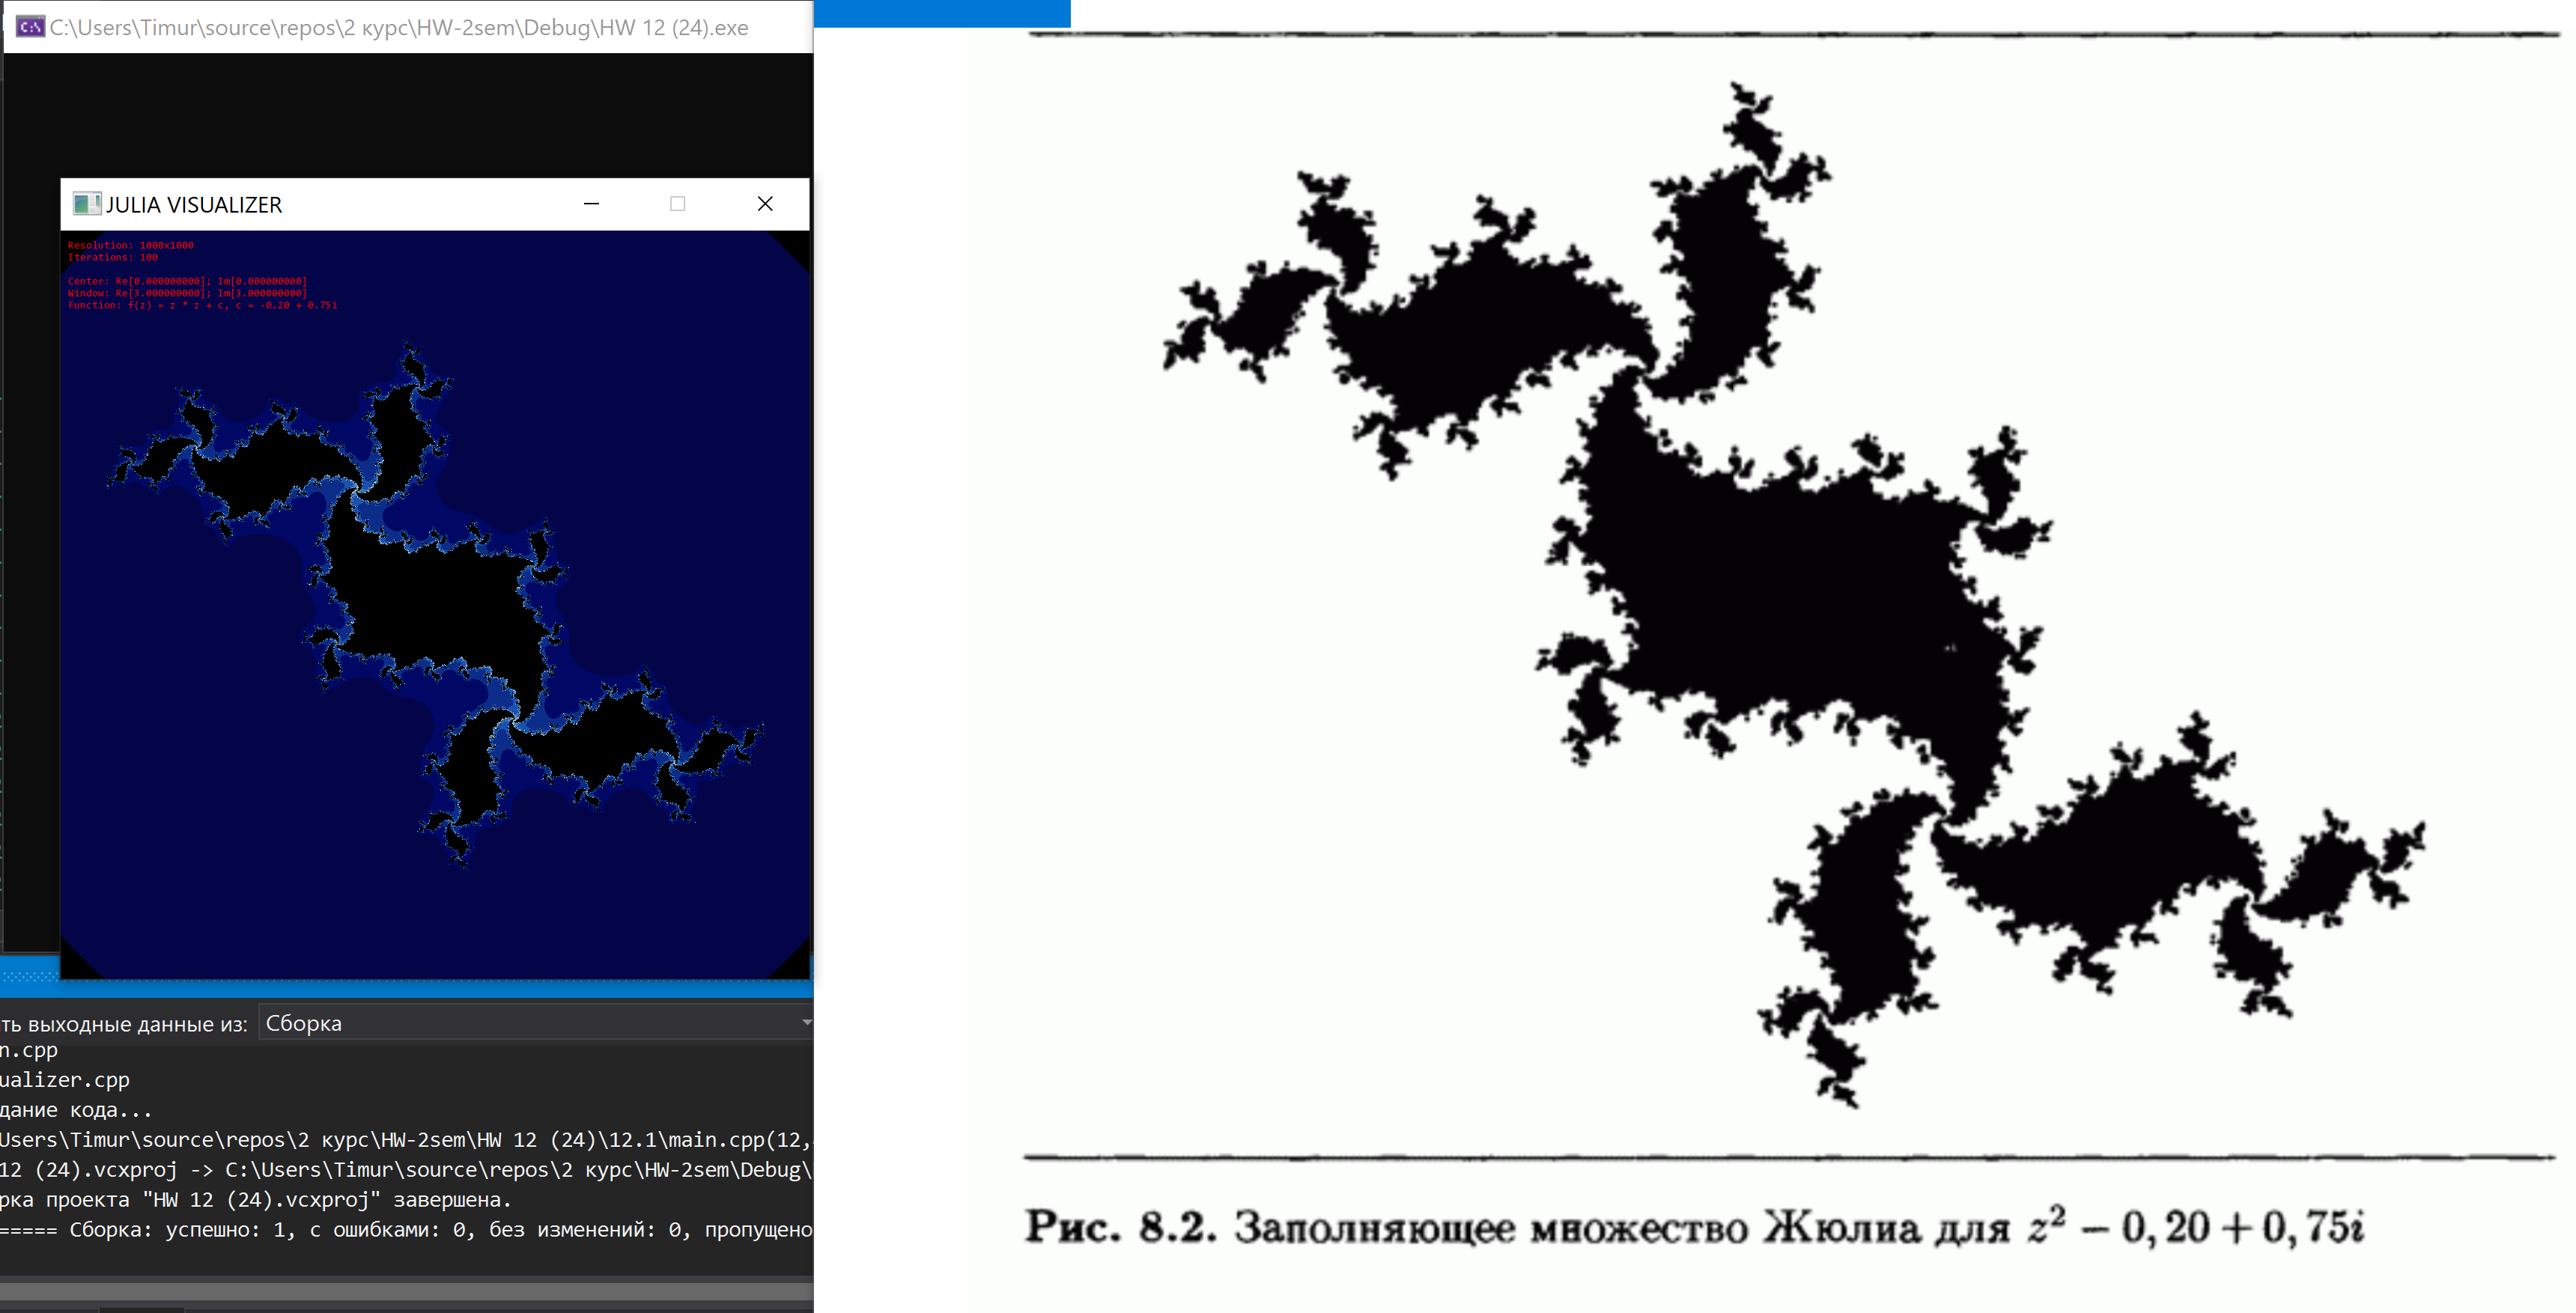 C:\Users\Timur\source\repos\2 курс\HW-2sem\Debug\HW 12 (24).exe
JULIA VISUALIZER
Resolution: 1000x1000
Iterations: 100
Center: Re[0.000000000]; Im[0.000000000]
Window: Re[3.000000000]; Im[3.000000000]
Function: f(z) = z * z + c, c = -0.20 + 0.75i
ть выходные данные из: Сборка
n.cpp
ualizer.cpp
дание кода...
Users\Timur\source\repos\2 курс\HW-2sem\HW 12 (24)\12.1\main.cpp(12,
12 (24).vcxproj -> C:\Users\Timur\source\repos\2 курс\HW-2sem\Debug\
рка проекта "HW 12 (24).vcxproj" завершена.
===== Сборка: успешно: 1, с ошибками: 0, без изменений: 0, пропущено
Рис. 8.2. Заполняющее множество Жюлиа для z² − 0, 20 + 0, 75i